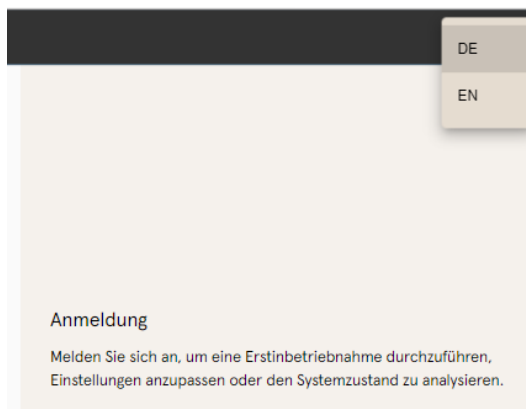 DE
EN
Anmeldung
Melden Sie sich an, um eine Erstinbetriebnahme durchzuführen,
Einstellungen anzupassen oder den Systemzustand zu analysieren.